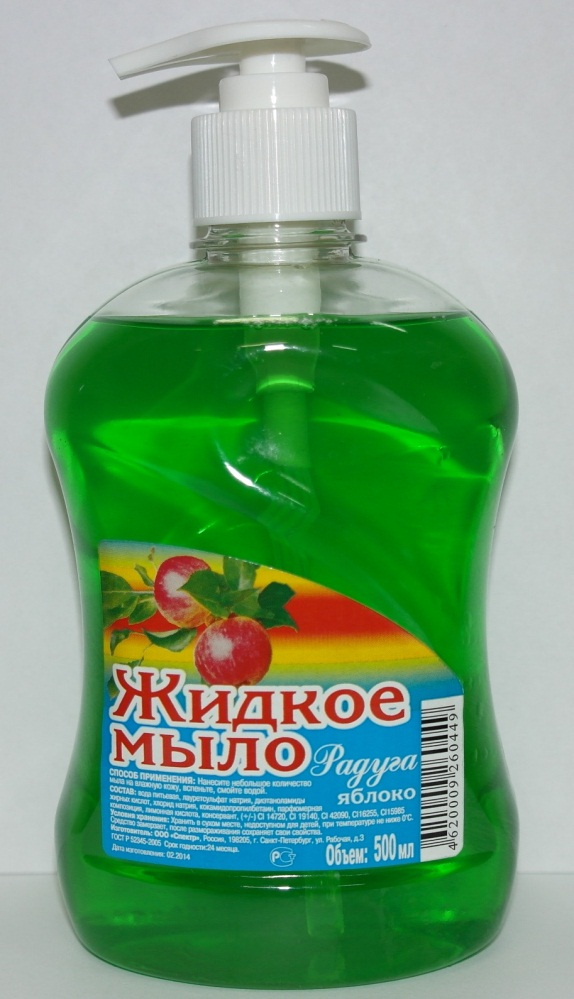 Жидкое
мыло
Радуга
яблоко
СПОСОБ ПРИМЕНЕНИЯ: Нанесите небольшое количество
мыла на влажную кожу, вспеньте, смойте водой.
СОСТАВ: вода питьевая, лауретсульфат натрия, диэтаноламиды
жирных кислот, хлорид натрия, кокамидопропилбетаин, парфюмерная
композиция, лимонная кислота, консервант, (+/-) CI 14720, CI 19140, CI 42090, CI16255, CI15985
Условия хранения: Хранить в сухом месте, недоступном для детей, при температуре не ниже 0°С.
Средство замерзает, после размораживания сохраняет свои свойства.
Изготовитель: ООО «Спектр», Россия, 198205, г. Санкт-Петербург, ул. Рабочая, д.3
ГОСТ Р 52345-2005 Срок годности:24 месяца.
Дата изготовления: 02.2014
Объем: 500 мл
4620009260449